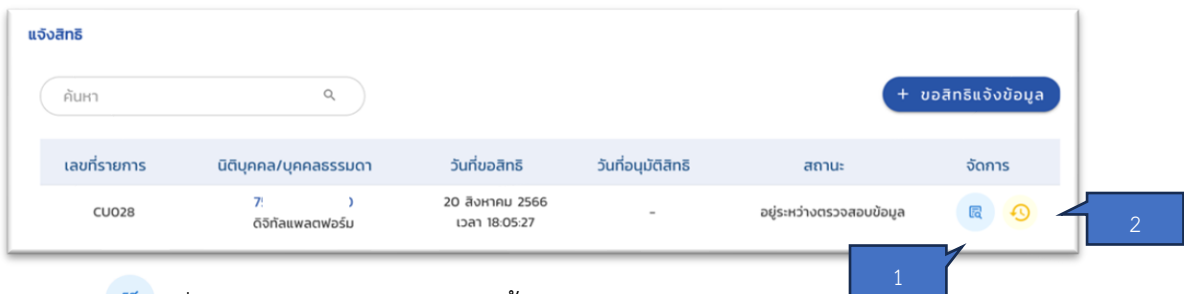 แจ้งสิทธิ
ค้นหา
+ ขอสิทธิแจ้งข้อมูล
เลขที่รายการ นิติบุคคล/บุคคลธรรมดา วันที่ขอสิทธิ วันที่อนุมัติสิทธิ สถานะ จัดการ
CU028 ดิจิทัลแพลตฟอร์ม 20 สิงหาคม 2566 - อยู่ระหว่างตรวจสอบข้อมูล
เวลา 18:05:27
2
1